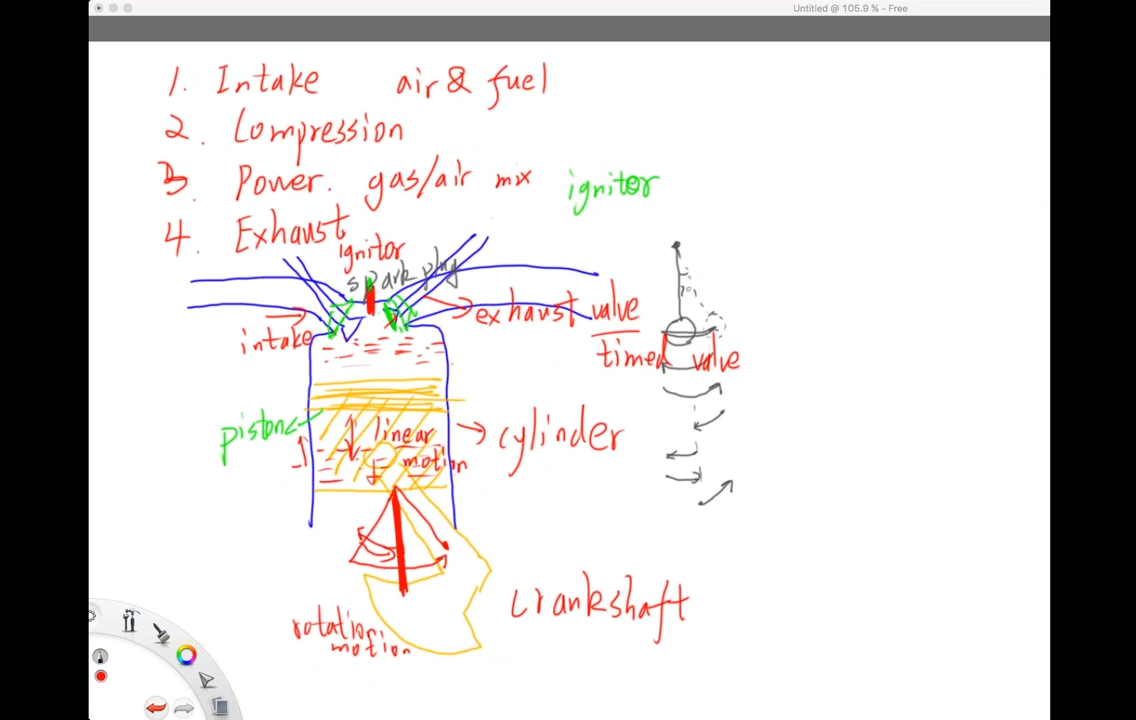 Untitled @ 105.9 % - Free
1. Intake air & fuel
2. Compression
3. Power. gas/air mix ignitor
4. Exhaust
ignitor
spark plug
intake
exhaust valve
timed valve
piston
linear
motion
cylinder
crankshaft
rotation
motion